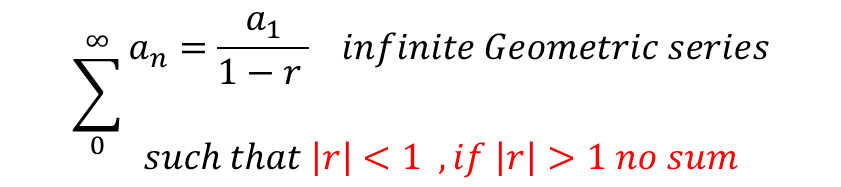 ∞
∑ aₙ = a₁ / (1 − r) infinite Geometric series
0
such that |r| < 1 , if |r| > 1 no sum